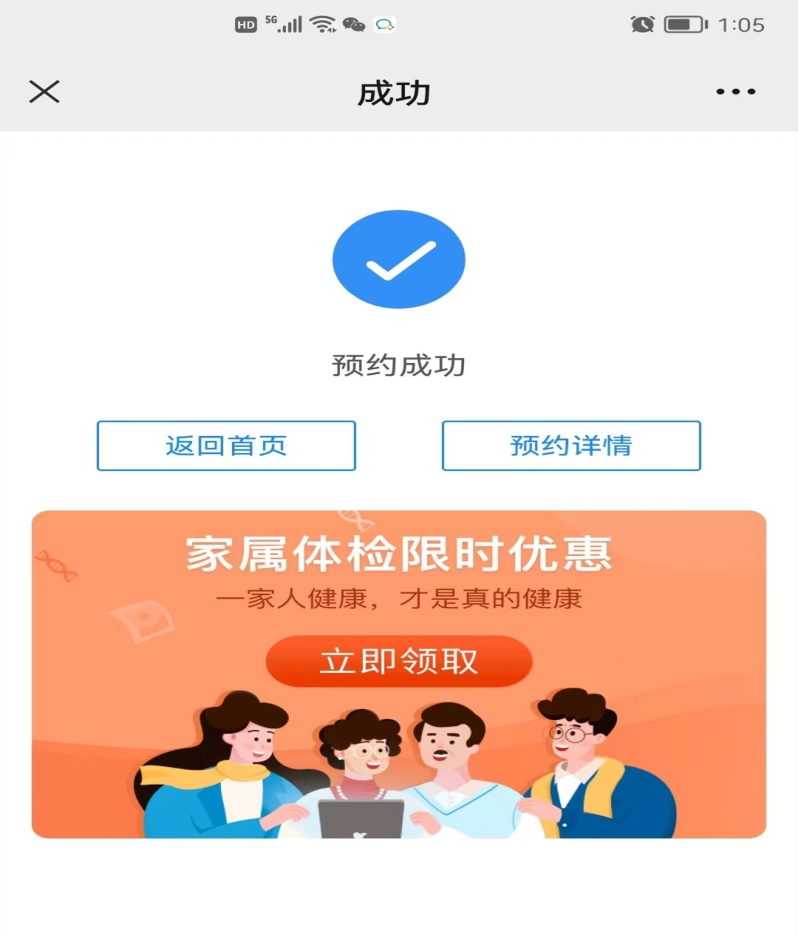 HD 5G 1:05
成功
预约成功
返回首页 预约详情
家属体检限时优惠
一家人健康，才是真的健康
立即领取